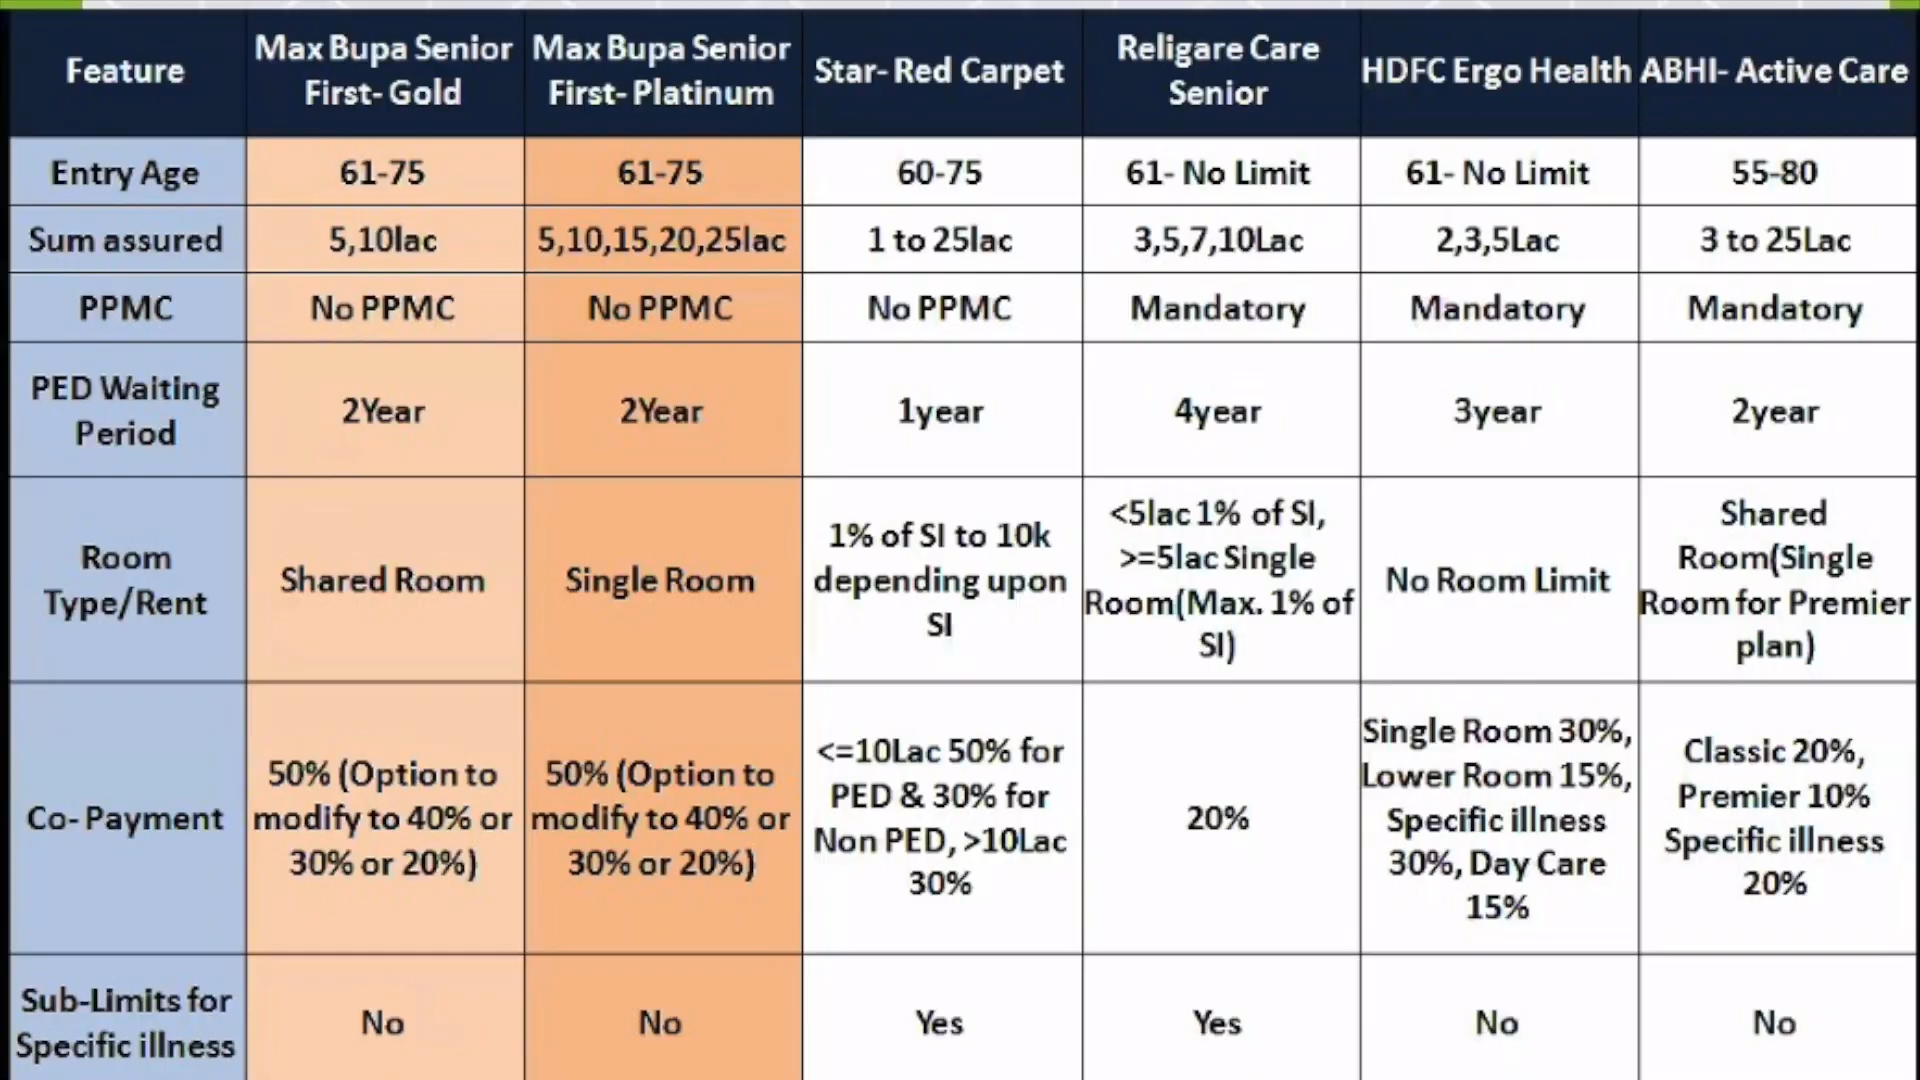 Feature
Max Bupa Senior
First- Gold
Max Bupa Senior
First- Platinum
Star- Red Carpet
Religare Care
Senior
HDFC Ergo Health
ABHI- Active Care
Entry Age
61-75
61-75
60-75
61- No Limit
61- No Limit
55-80
Sum assured
5,10lac
5,10,15,20,25lac
1 to 25lac
3,5,7,10Lac
2,3,5Lac
3 to 25Lac
PPMC
No PPMC
No PPMC
No PPMC
Mandatory
Mandatory
Mandatory
PED Waiting
Period
2Year
2Year
1year
4year
3year
2year
Room
Type/Rent
Shared Room
Single Room
1% of SI to 10k
depending upon
SI
<5lac 1% of SI,
>=5lac Single
Room(Max. 1% of
SI)
No Room Limit
Shared
Room(Single
Room for Premier
plan)
Co- Payment
50% (Option to
modify to 40% or
30% or 20%)
50% (Option to
modify to 40% or
30% or 20%)
<=10Lac 50% for
PED & 30% for
Non PED, >10Lac
30%
20%
Single Room 30%,
Lower Room 15%,
Specific illness
30%, Day Care
15%
Classic 20%,
Premier 10%
Specific illness
20%
Sub-Limits for
Specific illness
No
No
Yes
Yes
No
No